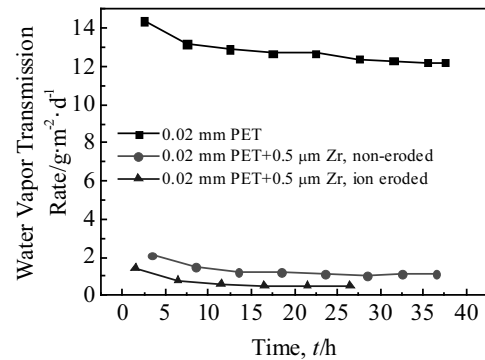 Water Vapor Transmission
Rate/g·m⁻²·d⁻¹
14
12
10
8
6
4
2
0
0.02 mm PET
0.02 mm PET+0.5 μm Zr, non-eroded
0.02 mm PET+0.5 μm Zr, ion eroded
0 5 10 15 20 25 30 35 40
Time, t/h